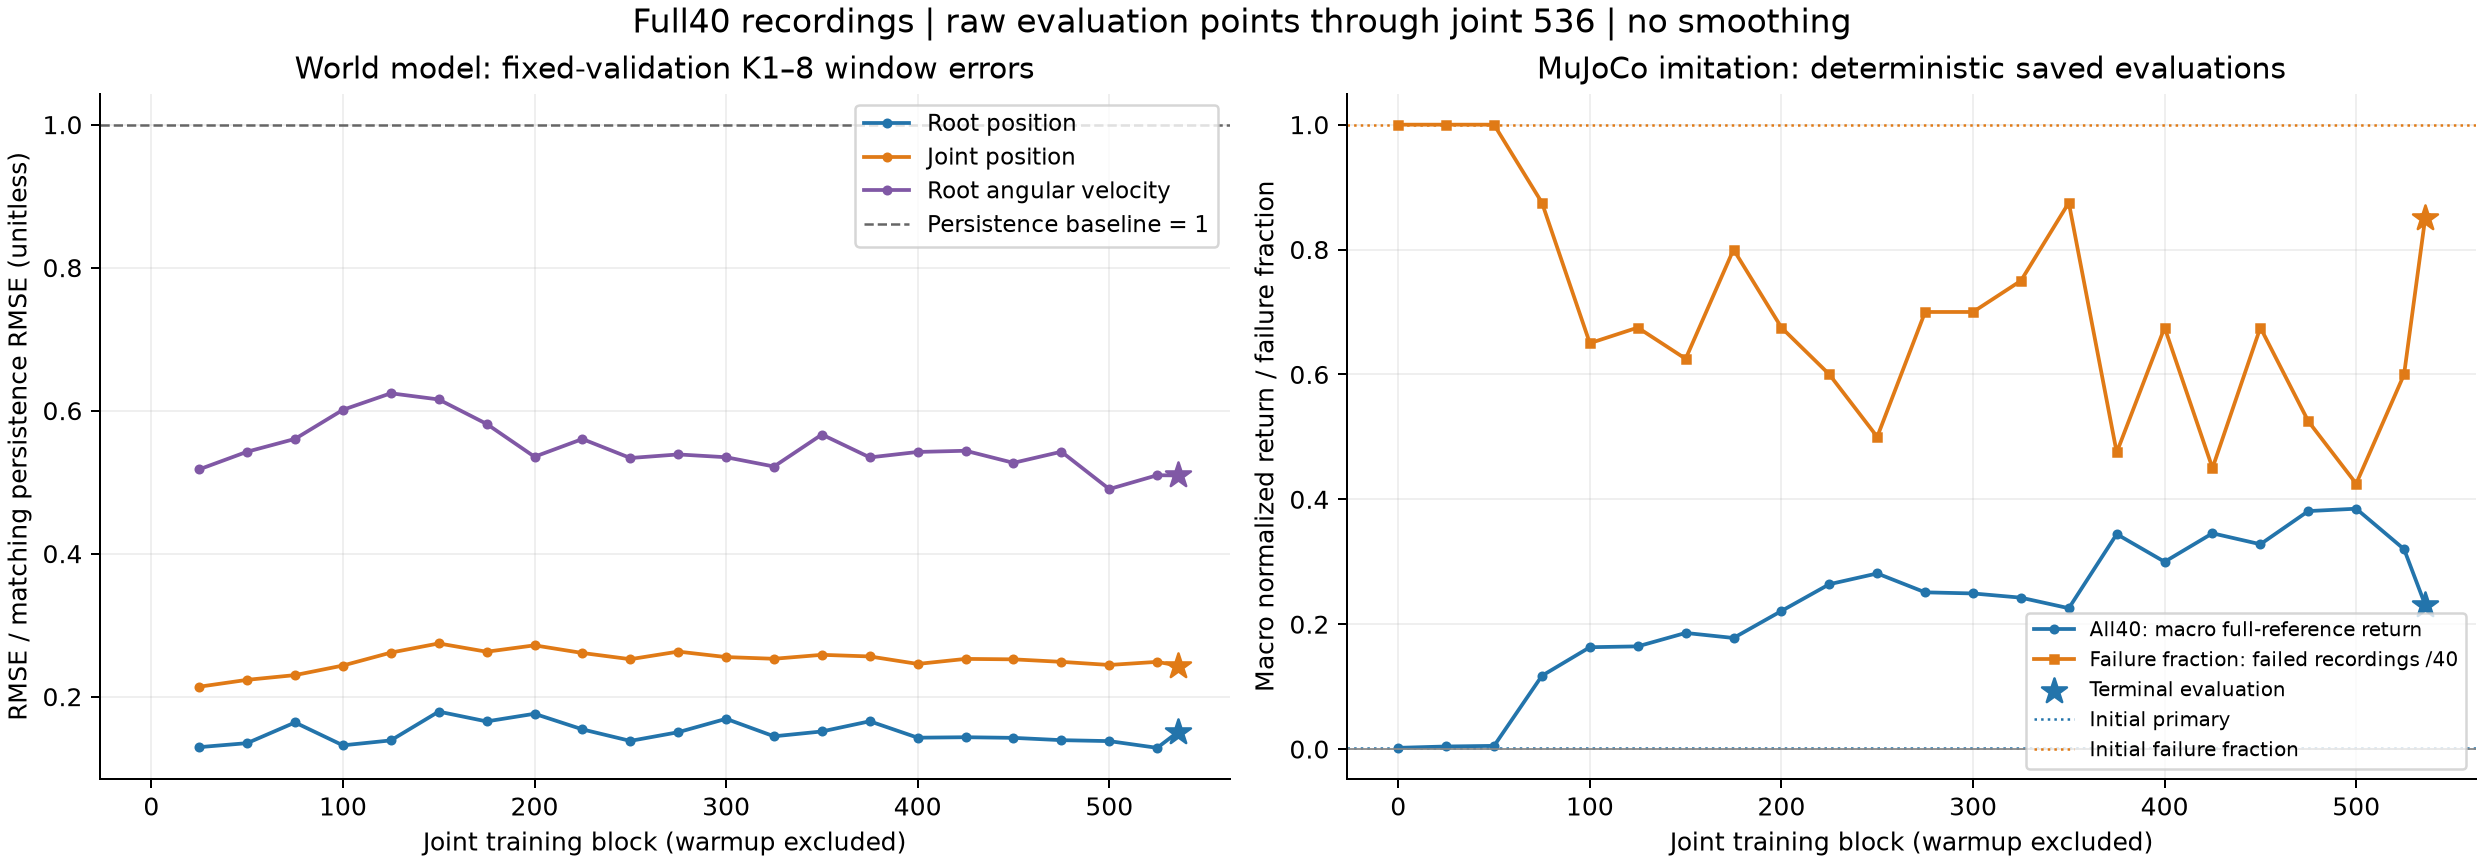 Full40 recordings | raw evaluation points through joint 536 | no smoothing
World model: fixed-validation K1–8 window errors
RMSE / matching persistence RMSE (unitless)
1.0
0.8
0.6
0.4
0.2
Root position
Joint position
Root angular velocity
Persistence baseline = 1
0
100
200
300
400
500
Joint training block (warmup excluded)
MuJoCo imitation: deterministic saved evaluations
Macro normalized return / failure fraction
1.0
0.8
0.6
0.4
0.2
0.0
All40: macro full-reference return
Failure fraction: failed recordings /40
Terminal evaluation
Initial primary
Initial failure fraction
0
100
200
300
400
500
Joint training block (warmup excluded)